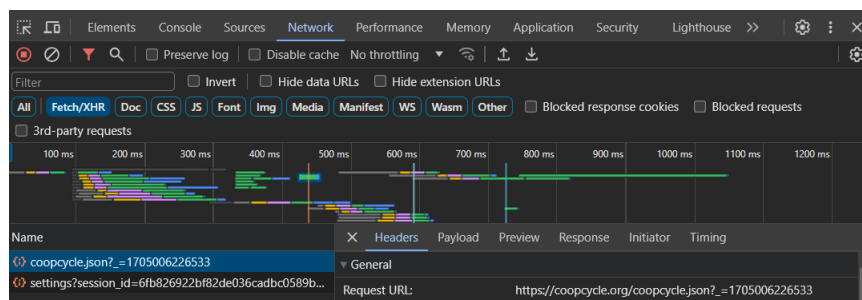 Elements Console Sources Network Performance Memory Application Security Lighthouse
Preserve log Disable cache No throttling
Filter Invert Hide data URLs Hide extension URLs
All Fetch/XHR Doc CSS JS Font Img Media Manifest WS Wasm Other Blocked response cookies Blocked requests
3rd-party requests
100 ms 200 ms 300 ms 400 ms 500 ms 600 ms 700 ms 800 ms 900 ms 1000 ms 1100 ms 1200 ms
Name Headers Payload Preview Response Initiator Timing
coopcycle.json?_=1705006226533 General
settings?session_id=6fb826922bf82de036cadbc0589b... Request URL: https://coopcycle.org/coopcycle.json?_=1705006226533